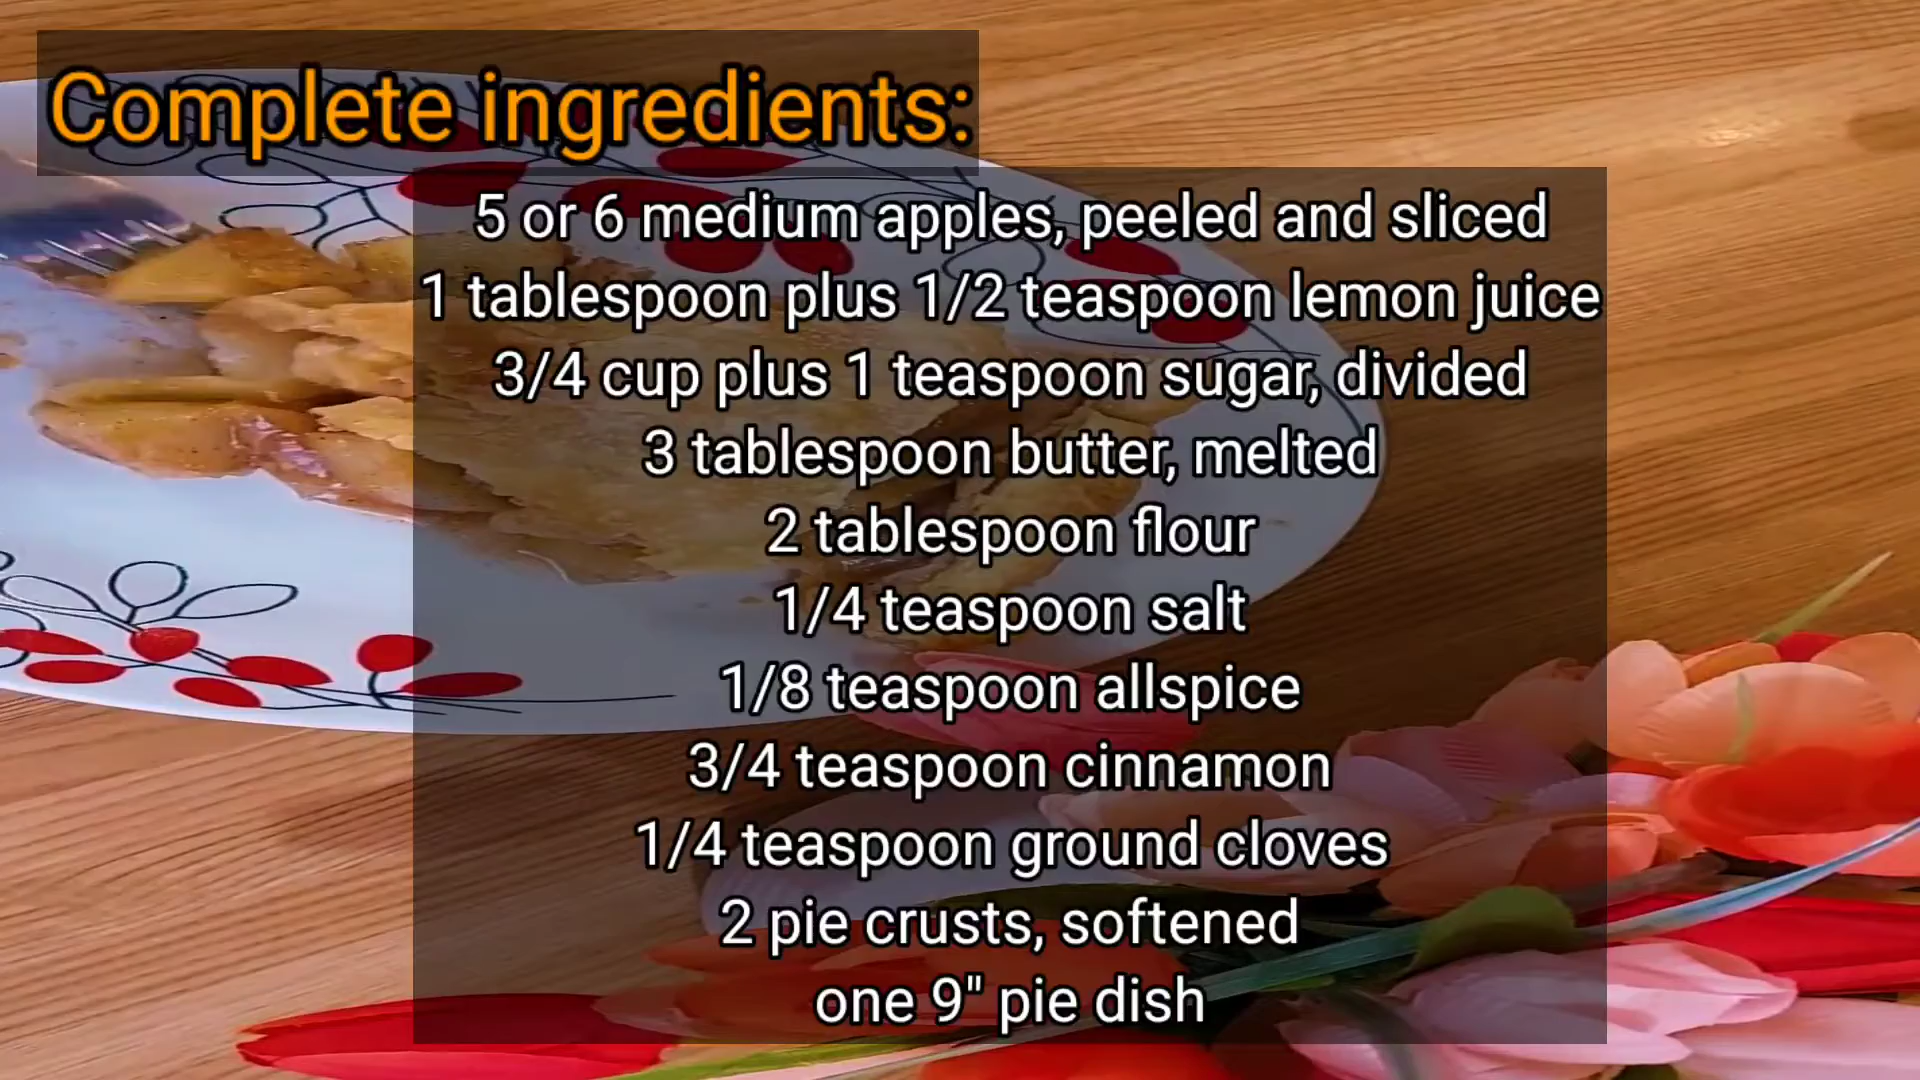 Complete ingredients:
5 or 6 medium apples, peeled and sliced
1 tablespoon plus 1/2 teaspoon lemon juice
3/4 cup plus 1 teaspoon sugar, divided
3 tablespoon butter, melted
2 tablespoon flour
1/4 teaspoon salt
1/8 teaspoon allspice
3/4 teaspoon cinnamon
1/4 teaspoon ground cloves
2 pie crusts, softened
one 9" pie dish